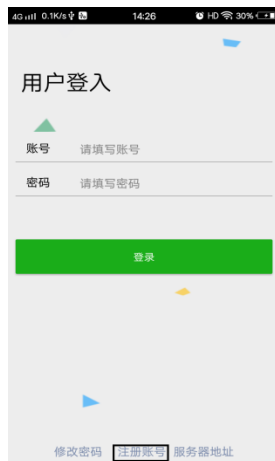 4G 0.1K/s 14:26 HD 30%
用户登入
账号 请填写账号
密码 请填写密码
登录
修改密码 注册账号 服务器地址